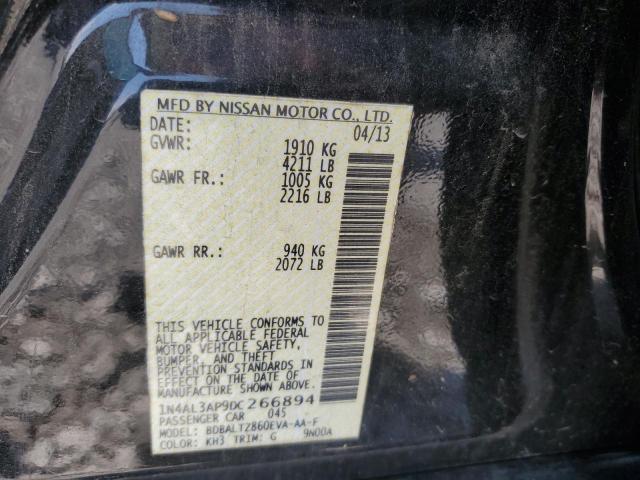 MFD BY NISSAN MOTOR CO., LTD.
DATE: 04/13
GVWR: 1910 KG
4211 LB
GAWR FR.: 1005 KG
2216 LB
GAWR RR.: 940 KG
2072 LB
THIS VEHICLE CONFORMS TO
ALL APPLICABLE FEDERAL
MOTOR VEHICLE SAFETY,
BUMPER, AND THEFT
PREVENTION STANDARDS IN
EFFECT ON THE DATE OF
MANUFACTURE SHOWN ABOVE.
1N4AL3AP9DC266894
PASSENGER CAR 045
MODEL: BDBALTZ860EVA-AA-F
COLOR: KH3 TRIM: G 9N00A